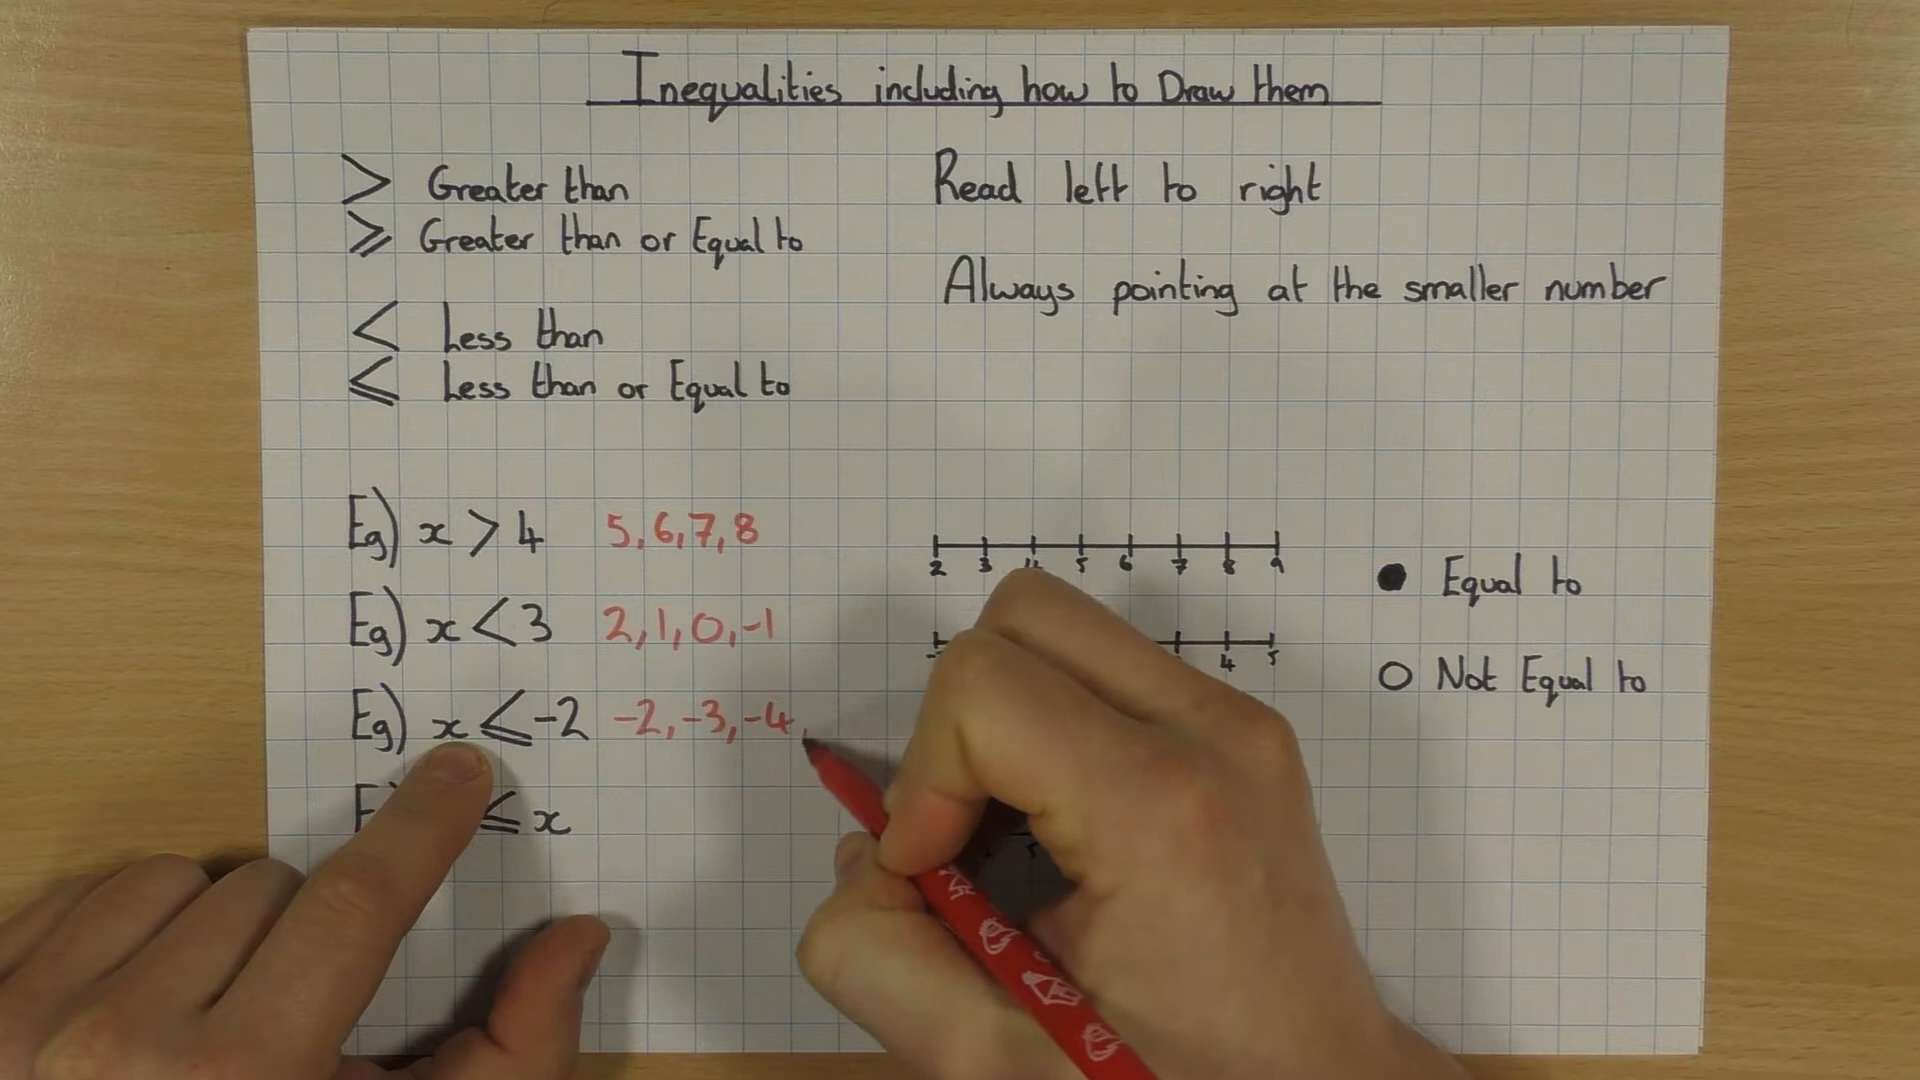 Inequalities including how to Draw them
> Greater than
⩾ Greater than or Equal to
< Less than
⩽ Less than or Equal to
Read left to right
Always pointing at the smaller number
Eg) x > 4 5, 6, 7, 8
Eg) x < 3 2, 1, 0, -1
Eg) x ⩽ -2 -2, -3, -4,
⩽ x
2 3 5 6 7 8 9
4 5
● Equal to
○ Not Equal to